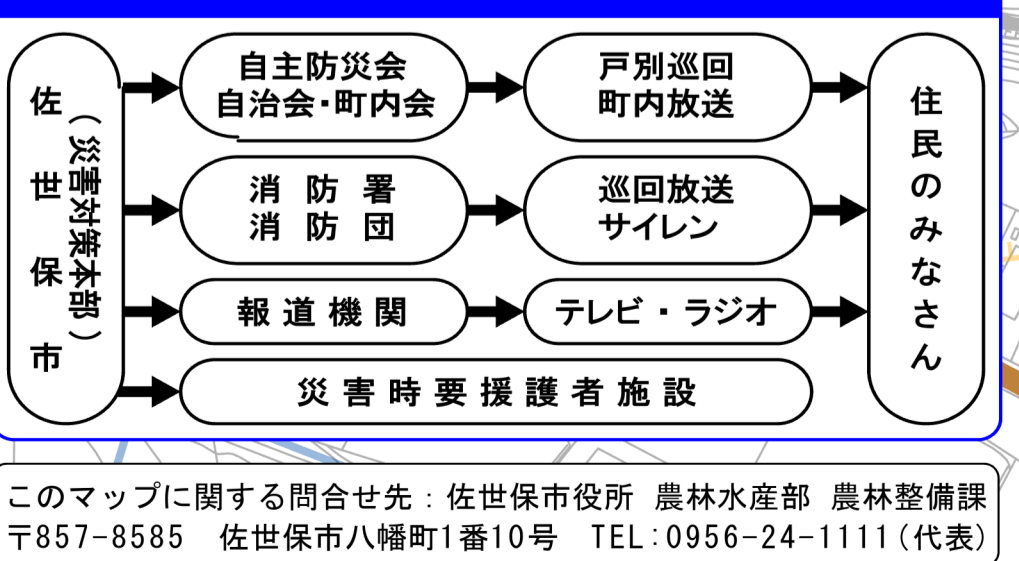 佐世保市
(災害対策本部)
自主防災会
自治会・町内会
戸別巡回
町内放送
消防署
消防団
巡回放送
サイレン
報道機関
テレビ・ラジオ
災害時要援護者施設
住民のみなさん
このマップに関する問合せ先：佐世保市役所 農林水産部 農林整備課
〒857-8585 佐世保市八幡町1番10号 TEL:0956-24-1111(代表)